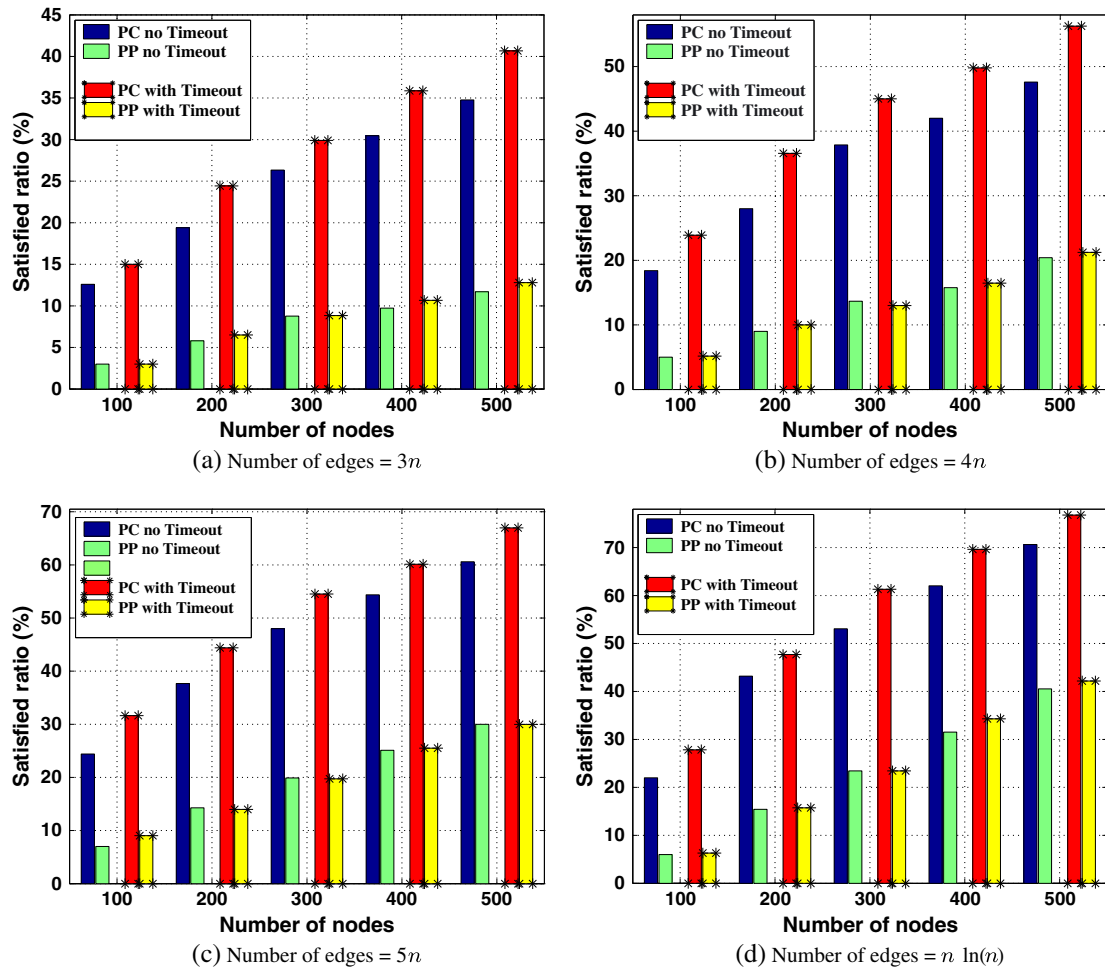 45
40
35
30
25
20
15
10
5
0
Satisfied ratio (%)
PC no Timeout
PP no Timeout
PC with Timeout
PP with Timeout
100 200 300 400 500
Number of nodes
(a) Number of edges = 3n
50
40
30
20
10
0
Satisfied ratio (%)
PC no Timeout
PP no Timeout
PC with Timeout
PP with Timeout
100 200 300 400 500
Number of nodes
(b) Number of edges = 4n
70
60
50
40
30
20
10
0
Satisfied ratio (%)
PC no Timeout
PP no Timeout
PC with Timeout
PP with Timeout
100 200 300 400 500
Number of nodes
(c) Number of edges = 5n
70
60
50
40
30
20
10
0
Satisfied ratio (%)
PC no Timeout
PP no Timeout
PC with Timeout
PP with Timeout
100 200 300 400 500
Number of nodes
(d) Number of edges = n ln(n)